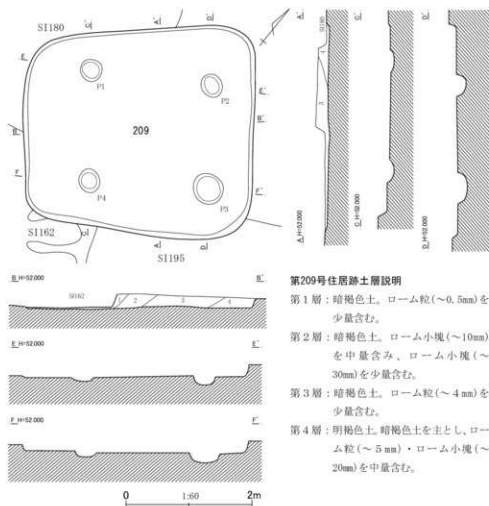 SI180
C'
A'
D'
E
P1
P2
E'
209
B'
B
F
F'
P4
P3
SI162
C
A
D
SI195
A'
SI180
4
3
A H=52.000
C'
C H=52.000
D'
D H=52.000
B H=52.000
B'
SI162
1
2
3
4
E H=52.000
E'
F H=52.000
F'
0
1:60
2m
第209号住居跡土層説明
第1層：暗褐色土。ローム粒(～0.5mm)を
少量含む。
第2層：暗褐色土。ローム小塊(～10mm)
を中量含み、ローム小塊(～
30mm)を少量含む。
第3層：暗褐色土。ローム粒(～4mm)を
少量含む。
第4層：明褐色土。暗褐色土を主とし、ロー
ム粒(～5mm)・ローム小塊(～
20mm)を中量含む。